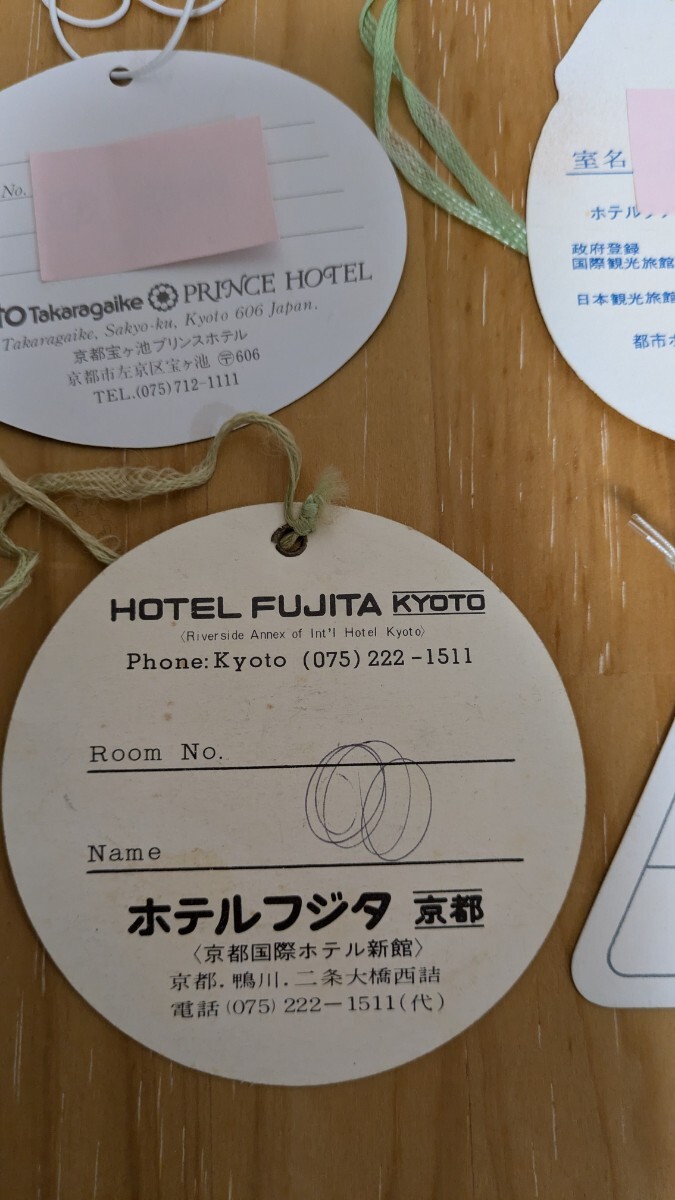 No.
Takaragaike PRINCE HOTEL
Takaragaike, Sakyo-ku, Kyoto 606 Japan.
京都宝ヶ池プリンスホテル
京都市左京区宝ヶ池 〒606
TEL.(075)712-1111
室名
ホテル
政府登録
国際観光旅館
日本観光旅館
都市
HOTEL FUJITA KYOTO
〈Riverside Annex of Int'l Hotel Kyoto〉
Phone: Kyoto (075) 222-1511
Room No.
Name
ホテルフジタ 京都
〈京都国際ホテル新館〉
京都.鴨川.二条大橋西詰
電話(075)222-1511(代)